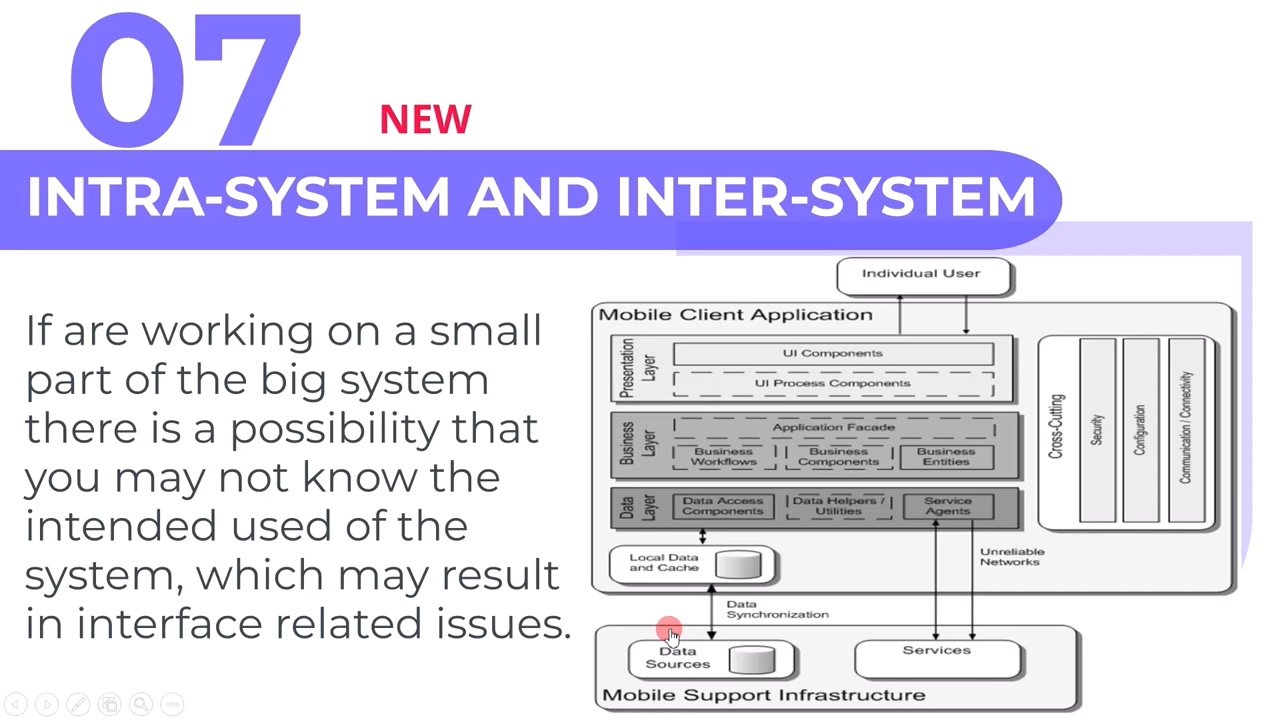 07
NEW
INTRA-SYSTEM AND INTER-SYSTEM
If are working on a small
part of the big system
there is a possibility that
you may not know the
intended used of the
system, which may result
in interface related issues.
Individual User
Mobile Client Application
Presentation
Layer
UI Components
UI Process Components
Business
Layer
Application Facade
Business
Workflows
Business
Components
Business
Entities
Data
Layer
Data Access
Components
Data Helpers /
Utilities
Service
Agents
Cross-Cutting
Security
Configuration
Communication / Connectivity
Local Data
and Cache
Unreliable
Networks
Data
Synchronization
Data
Sources
Services
Mobile Support Infrastructure